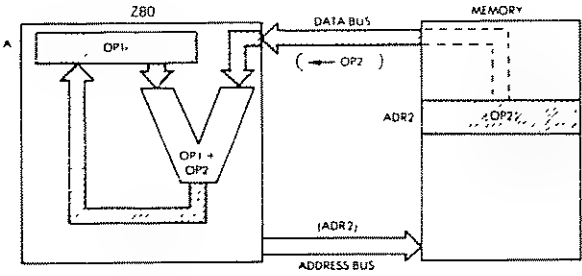 Z80
DATA BUS
MEMORY
A
OP1
( OP2 )
ADR2
OP2
OP1 +
OP2
(ADR2)
ADDRESS BUS